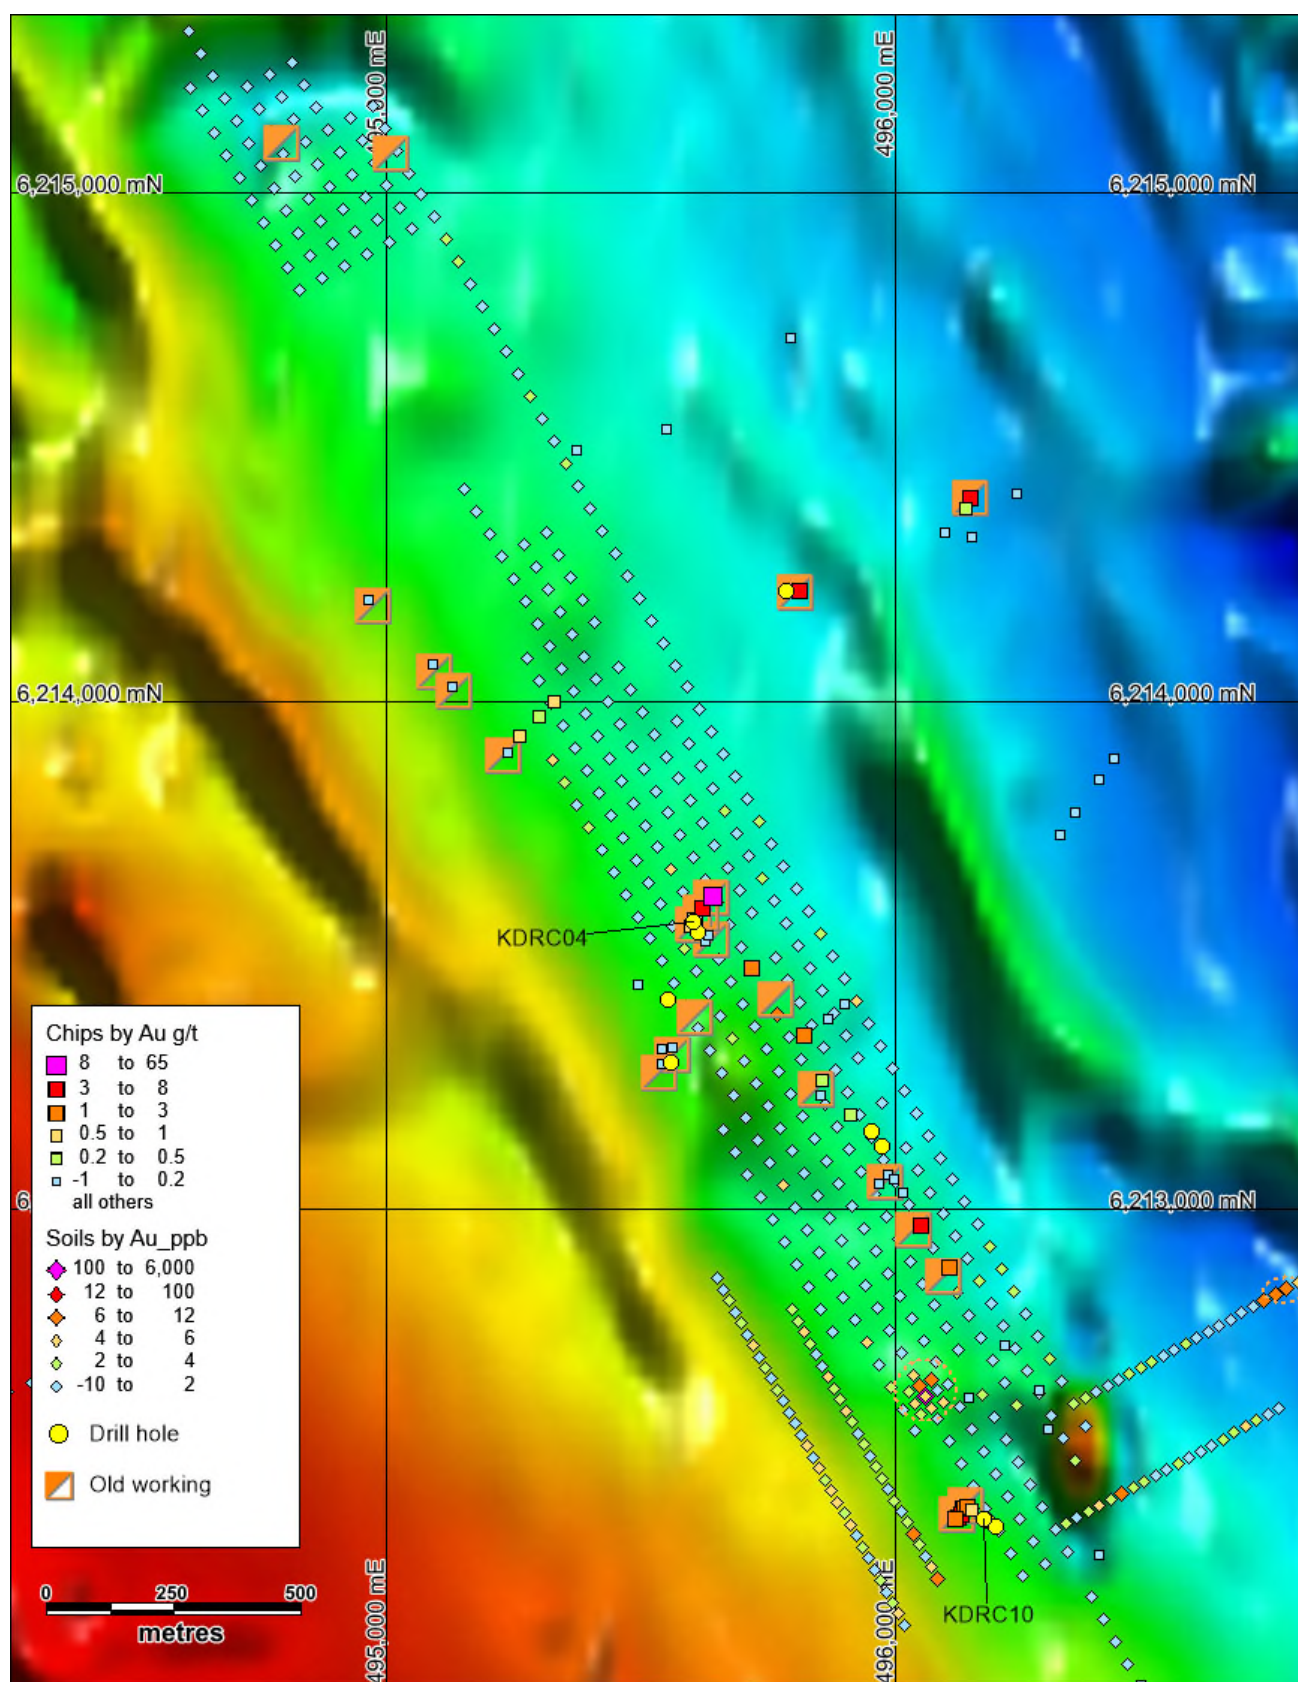 495,000 mE
496,000 mE
6,215,000 mN
6,215,000 mN
6,214,000 mN
6,214,000 mN
KDRC04
Chips by Au g/t
8 to 65
3 to 8
1 to 3
0.5 to 1
0.2 to 0.5
-1 to 0.2
all others
6,213,000 mN
Soils by Au_ppb
100 to 6,000
12 to 100
6 to 12
4 to 6
2 to 4
-10 to 2
Drill hole
Old working
0 250 500
metres
495,000 mE
496,000 mE
KDRC10